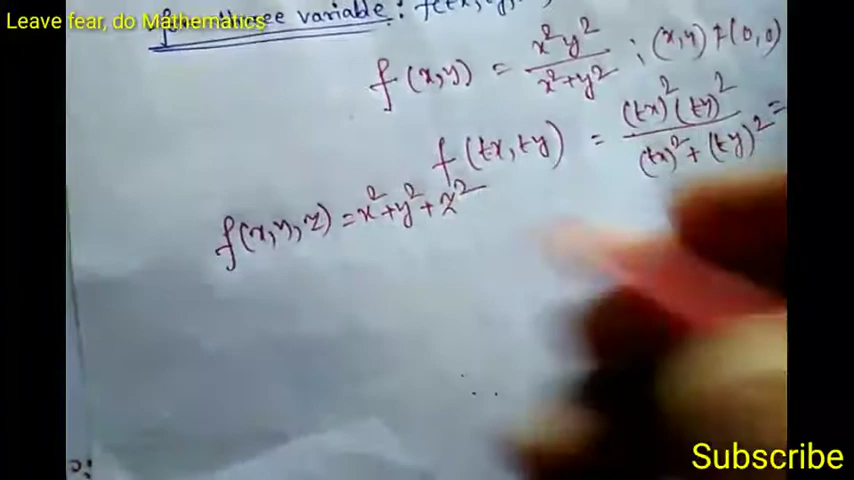 Leave fear, do Mathematics
three variable :
f(x,y) = x²y² / x²+y² ; (x,y) ≠ (0,0)
f(tx,ty) = (tx)²(ty)² / (tx)²+(ty)² =
f(x,y,z) = x²+y²+z²
Subscribe